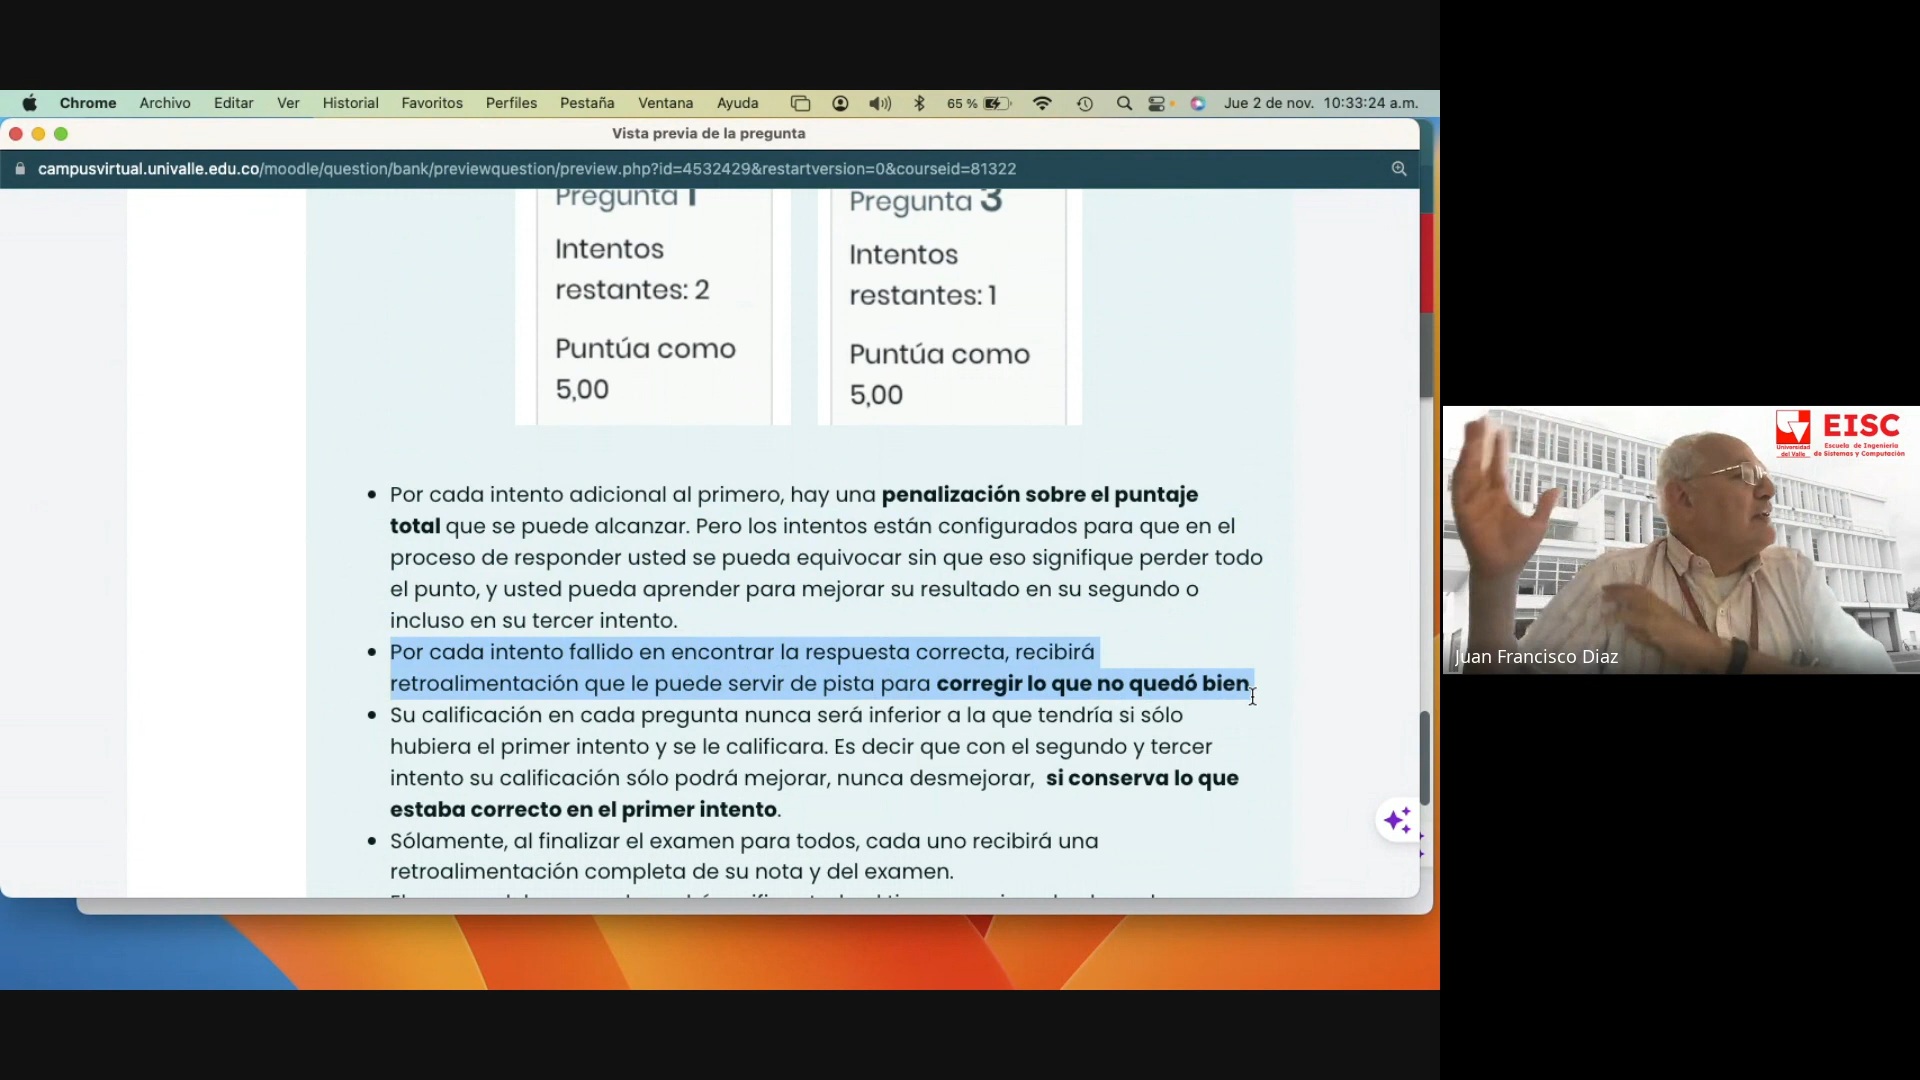 Chrome Archivo Editar Ver Historial Favoritos Perfiles Pestaña Ventana Ayuda 65 % Jue 2 de nov. 10:33:24 a.m.
Vista previa de la pregunta
campusvirtual.univalle.edu.co/moodle/question/bank/previewquestion/preview.php?id=4532429&restartversion=0&courseid=81322
Pregunta 1
Intentos
restantes: 2
Puntúa como
5,00
Pregunta 3
Intentos
restantes: 1
Puntúa como
5,00
• Por cada intento adicional al primero, hay una penalización sobre el puntaje
total que se puede alcanzar. Pero los intentos están configurados para que en el
proceso de responder usted se pueda equivocar sin que eso signifique perder todo
el punto, y usted pueda aprender para mejorar su resultado en su segundo o
incluso en su tercer intento.
• Por cada intento fallido en encontrar la respuesta correcta, recibirá
retroalimentación que le puede servir de pista para corregir lo que no quedó bien
• Su calificación en cada pregunta nunca será inferior a la que tendría si sólo
hubiera el primer intento y se le calificara. Es decir que con el segundo y tercer
intento su calificación sólo podrá mejorar, nunca desmejorar, si conserva lo que
estaba correcto en el primer intento.
• Sólamente, al finalizar el examen para todos, cada uno recibirá una
retroalimentación completa de su nota y del examen.
EISC
Escuela de Ingeniería
de Sistemas y Computación
Universidad
del Valle
Juan Francisco Diaz